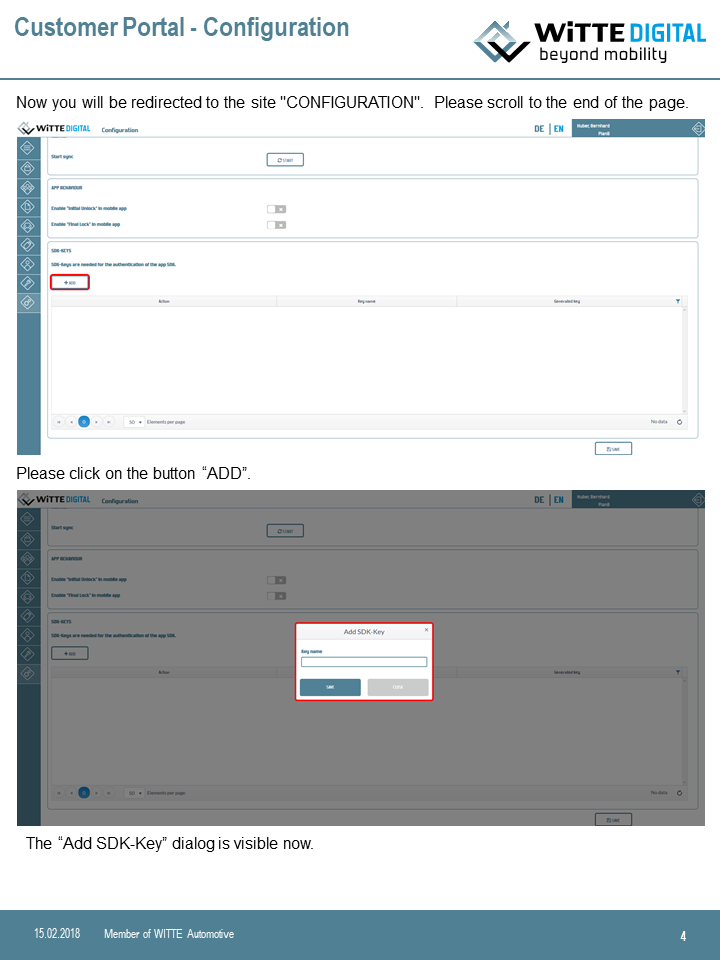 Customer Portal - Configuration
WiTTE DIGITAL
beyond mobility
Now you will be redirected to the site "CONFIGURATION". Please scroll to the end of the page.
WiTTE DIGITAL Configuration DE | EN Kubec Bernhard
PlanB
Start sync START
APP BEHAVIOUR
Enable "Initial Unlock" in mobile app
Enable "Final Lock" in mobile app
SDK-KEYS
SDK-Keys are needed for the authentication of the app SDK.
ADD
Action Key name Generated key
0 50 Elements per page No data
SAVE
Please click on the button “ADD”.
WiTTE DIGITAL Configuration DE | EN Kubec Bernhard
PlanB
Start sync START
APP BEHAVIOUR
Enable "Initial Unlock" in mobile app
Enable "Final Lock" in mobile app
SDK-KEYS
SDK-Keys are needed for the authentication of the app SDK.
Add SDK-Key ×
Key name
ADD
Action Generated key
SAVE CLOSE
0 50 Elements per page No data
SAVE
The “Add SDK-Key” dialog is visible now.
15.02.2018 Member of WITTE Automotive 4